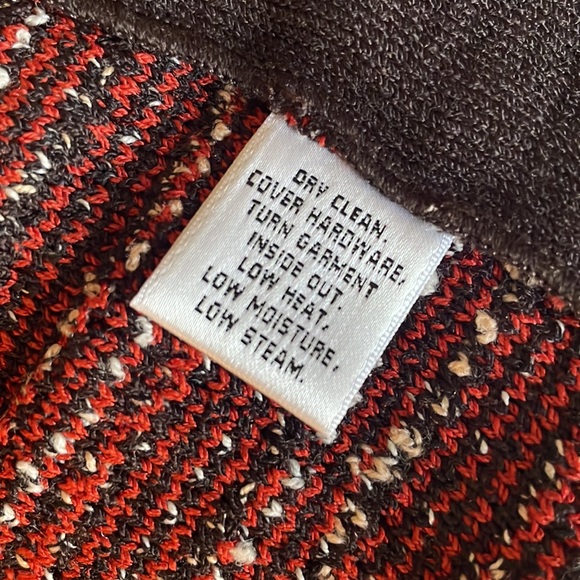 DRY CLEAN.
COVER HARDWARE,
TURN GARMENT
INSIDE OUT.
LOW HEAT,
LOW MOISTURE,
LOW STEAM.